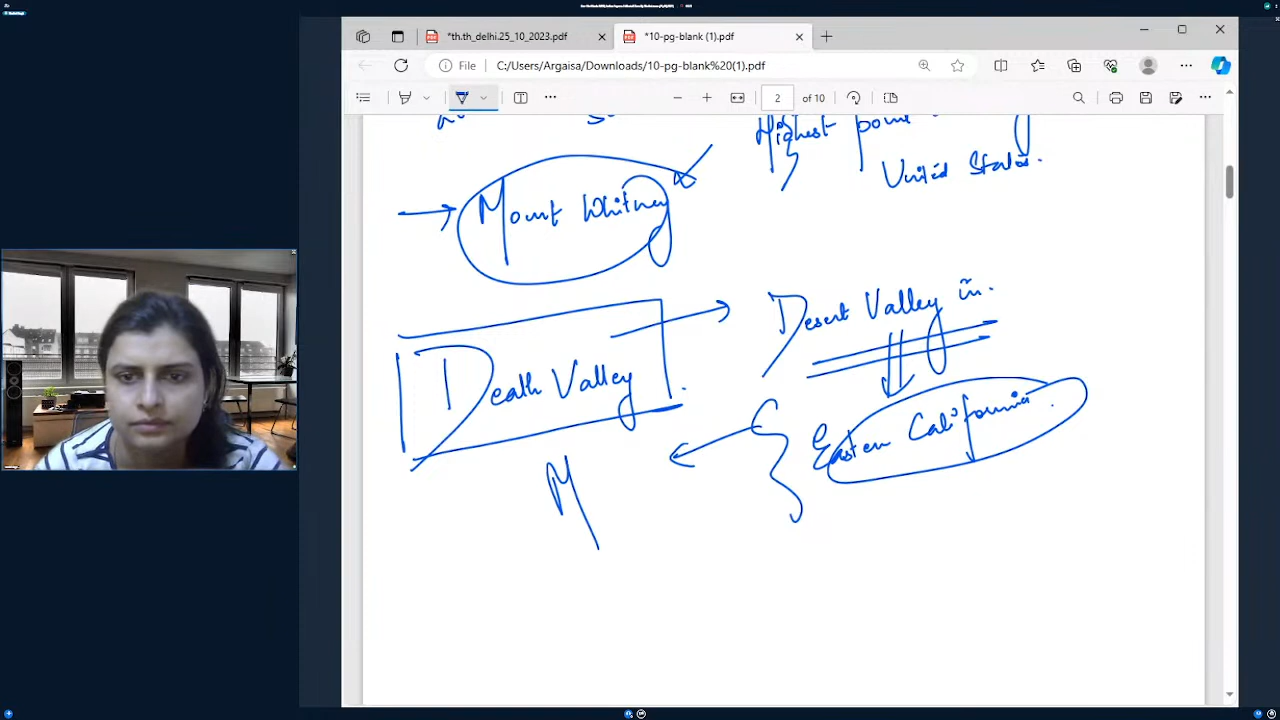 *th.th_delhi.25_10_2023.pdf
*10-pg-blank (1).pdf
File
C:/Users/Argaisa/Downloads/10-pg-blank%20(1).pdf
2
of 10
Highest point
United States.
Mount Whitney
Desert Valley in.
Death Valley
Eastern California.
M